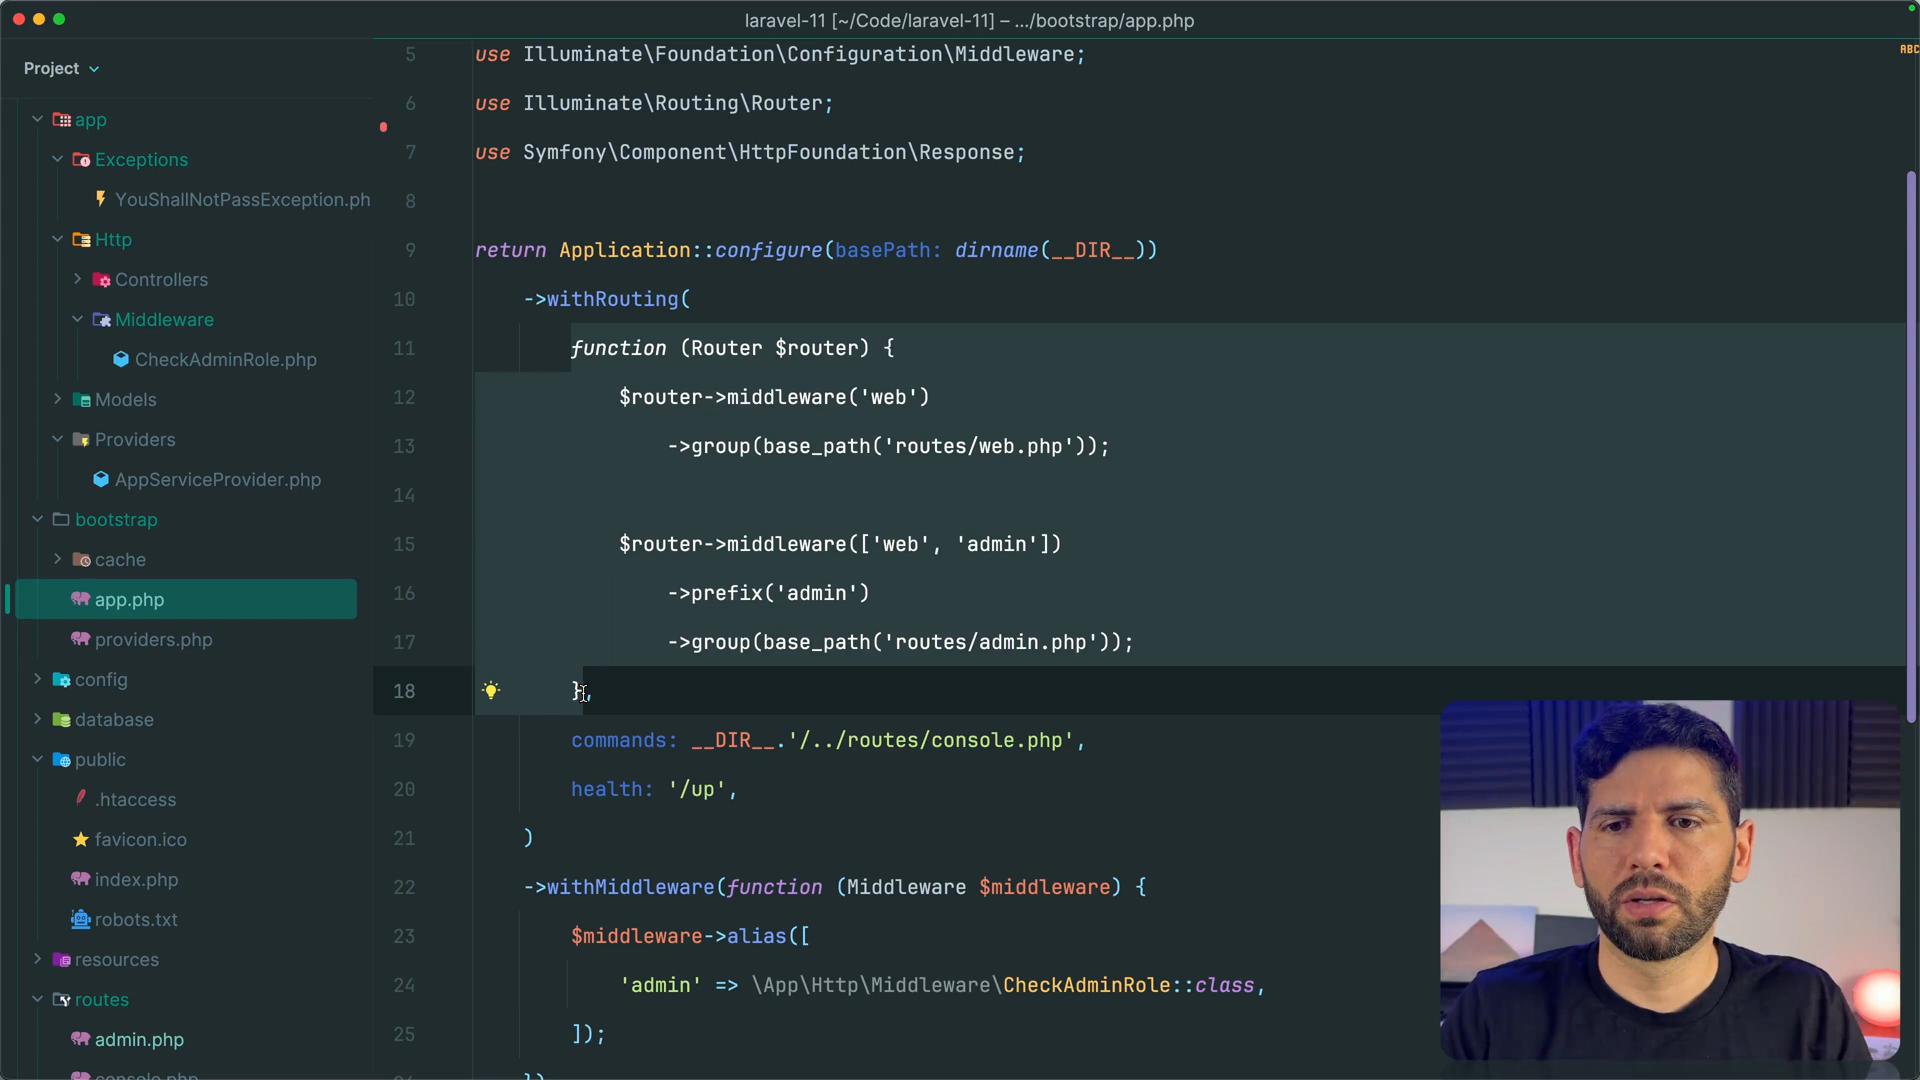 laravel-11 [~/Code/laravel-11] – .../bootstrap/app.php
Project
app
Exceptions
YouShallNotPassException.ph
Http
Controllers
Middleware
CheckAdminRole.php
Models
Providers
AppServiceProvider.php
bootstrap
cache
app.php
providers.php
config
database
public
.htaccess
favicon.ico
index.php
robots.txt
resources
routes
admin.php
console.php
ABC
5 use Illuminate\Foundation\Configuration\Middleware;
6 use Illuminate\Routing\Router;
7 use Symfony\Component\HttpFoundation\Response;
8
9 return Application::configure(basePath: dirname(__DIR__))
10 ->withRouting(
11 function (Router $router) {
12 $router->middleware('web')
13 ->group(base_path('routes/web.php'));
14
15 $router->middleware(['web', 'admin'])
16 ->prefix('admin')
17 ->group(base_path('routes/admin.php'));
18 },
19 commands: __DIR__.'/../routes/console.php',
20 health: '/up',
21 )
22 ->withMiddleware(function (Middleware $middleware) {
23 $middleware->alias([
24 'admin' => \App\Http\Middleware\CheckAdminRole::class,
25 ]);
})